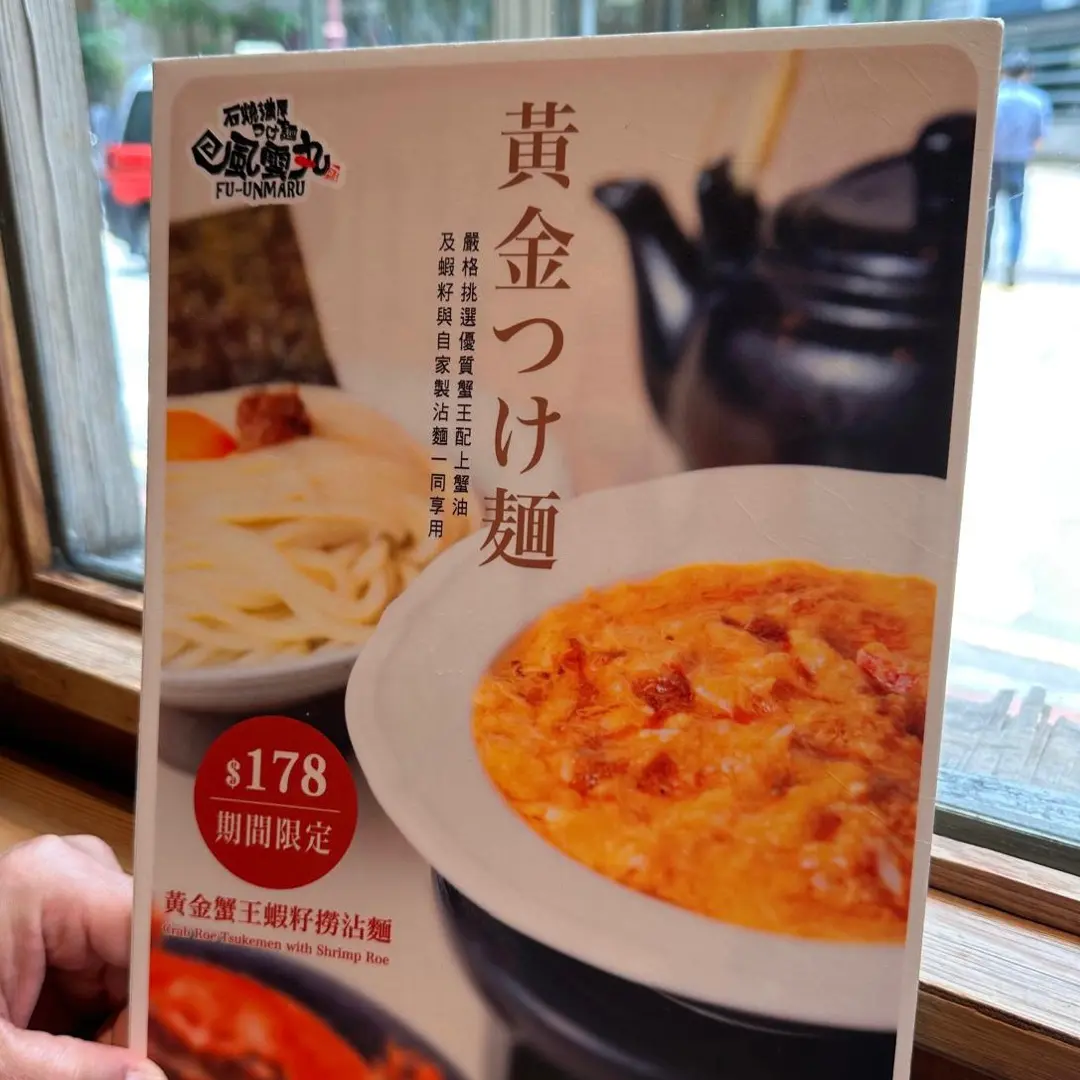 石焼濃厚
つけ麺
風雲丸
FU-UNMARU
黃金つけ麺
嚴格挑選優質蟹王配上蟹油
及蝦籽與自家製沾麵一同享用
$178
期間限定
黃金蟹王蝦籽撈沾麵
Crab Roe Tsukemen with Shrimp Roe